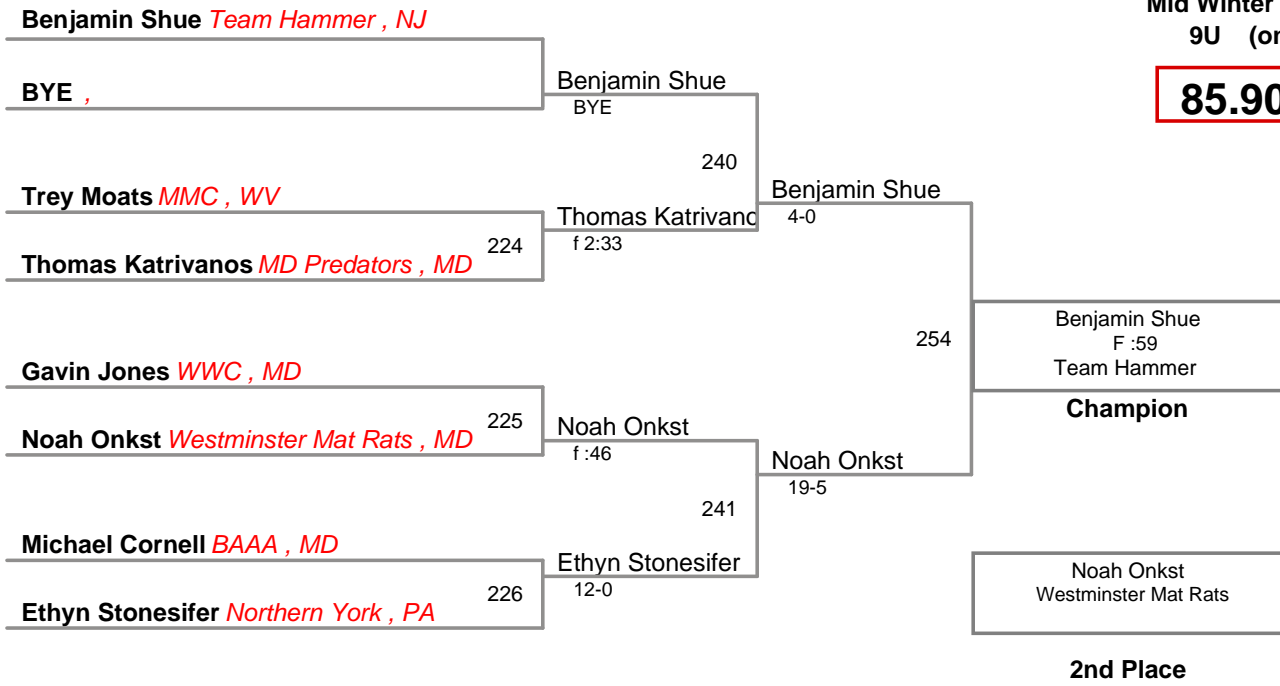 Mid Winter
9U (or
85.90
Benjamin Shue Team Hammer , NJ
BYE ,
Benjamin Shue
BYE
240
Trey Moats MMC , WV
Thomas Katrivanos MD Predators , MD
224
Thomas Katrivano
f 2:33
Benjamin Shue
4-0
254
Gavin Jones WWC , MD
Noah Onkst Westminster Mat Rats , MD
225
Noah Onkst
f :46
241
Noah Onkst
19-5
Michael Cornell BAAA , MD
Ethyn Stonesifer Northern York , PA
226
Ethyn Stonesifer
12-0
Benjamin Shue
F :59
Team Hammer
Champion
Noah Onkst
Westminster Mat Rats
2nd Place